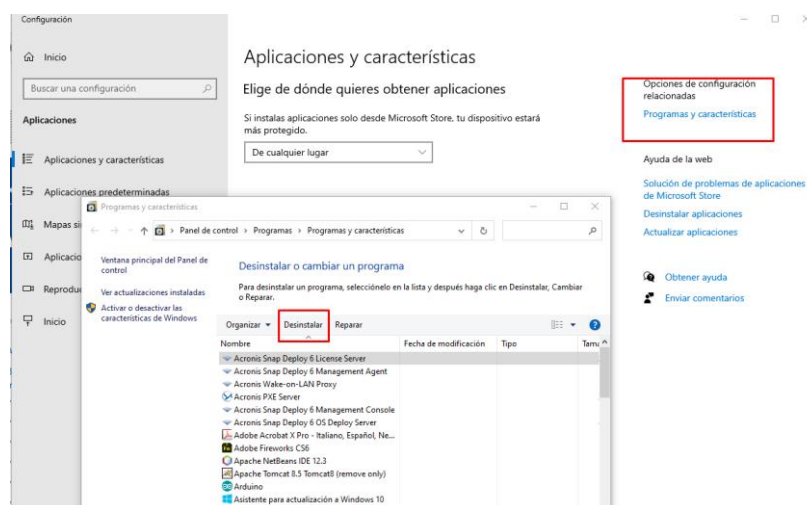 Configuración
Inicio
Buscar una configuración
Aplicaciones
Aplicaciones y características
Aplicaciones predeterminadas
Mapas si
Aplicacio
Reprodu
Inicio
Aplicaciones y características
Elige de dónde quieres obtener aplicaciones
Si instalas aplicaciones solo desde Microsoft Store, tu dispositivo estará
más protegido.
De cualquier lugar
Opciones de configuración
relacionadas
Programas y características
Ayuda de la web
Solución de problemas de aplicaciones
de Microsoft Store
Desinstalar aplicaciones
Actualizar aplicaciones
Obtener ayuda
Enviar comentarios
Programas y características
Panel de control > Programas > Programas y características
Ventana principal del Panel de
control
Ver actualizaciones instaladas
Activar o desactivar las
características de Windows
Desinstalar o cambiar un programa
Para desinstalar un programa, selecciónelo en la lista y después haga clic en Desinstalar, Cambiar
o Reparar.
Organizar Desinstalar Reparar
Nombre Fecha de modificación Tipo Tama
Acronis Snap Deploy 6 License Server
Acronis Snap Deploy 6 Management Agent
Acronis Wake-on-LAN Proxy
Acronis PXE Server
Acronis Snap Deploy 6 Management Console
Acronis Snap Deploy 6 OS Deploy Server
Adobe Acrobat X Pro - Italiano, Español, Ne...
Adobe Fireworks CS6
Apache NetBeans IDE 12.3
Apache Tomcat 8.5 Tomcat8 (remove only)
Arduino
Asistente para actualización a Windows 10